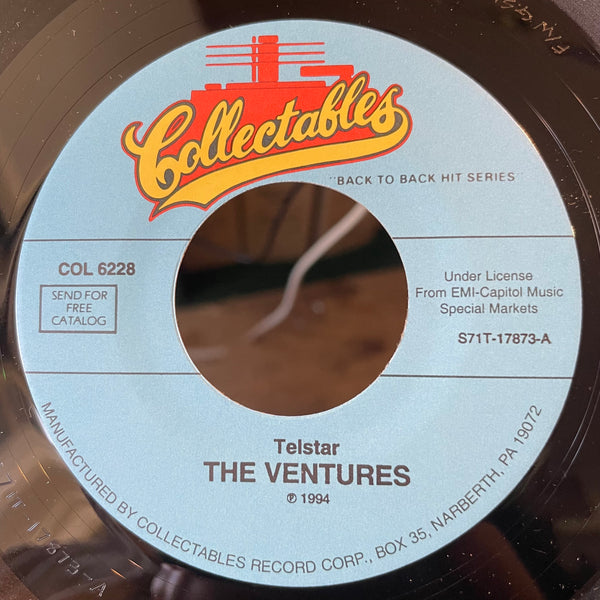 Collectables
"BACK TO BACK HIT SERIES"
COL 6228
SEND FOR
FREE
CATALOG
Under License
From EMI-Capitol Music
Special Markets
S71T-17873-A
Telstar
THE VENTURES
℗ 1994
MANUFACTURED BY COLLECTABLES RECORD CORP., BOX 35, NARBERTH, PA 19072
17873-A